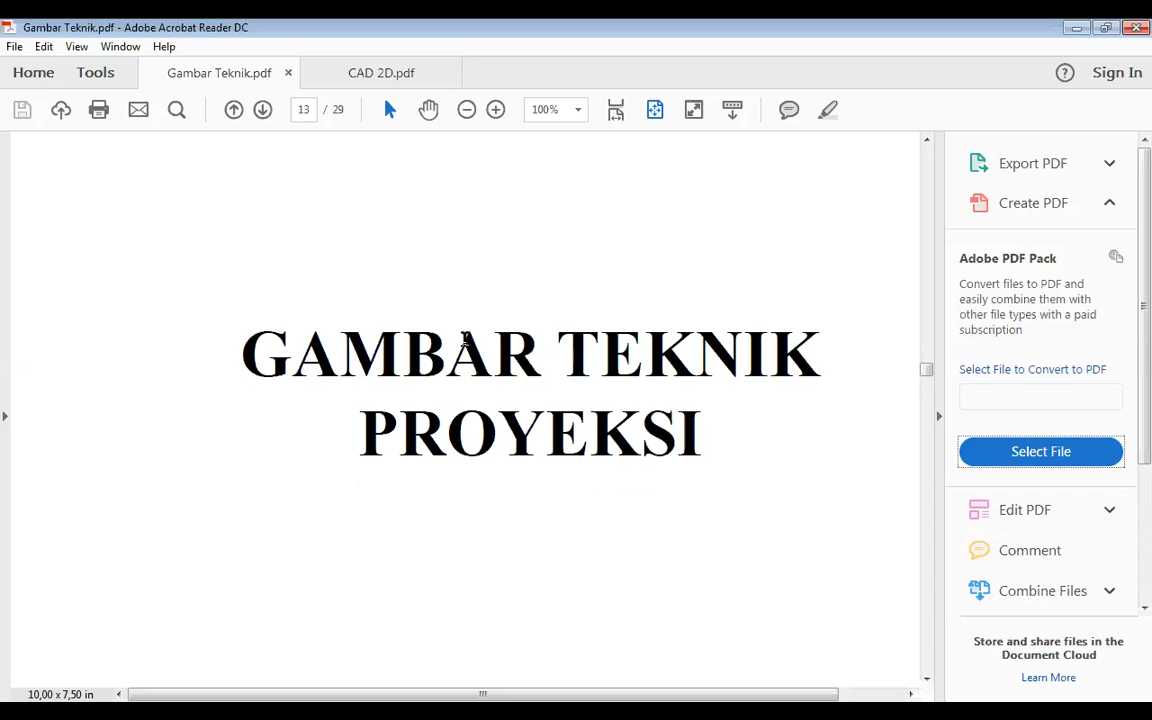 Gambar Teknik.pdf - Adobe Acrobat Reader DC
File Edit View Window Help
Home Tools Gambar Teknik.pdf × CAD 2D.pdf Sign In
13 / 29 100%
Export PDF
Create PDF
Adobe PDF Pack
Convert files to PDF and
easily combine them with
other file types with a paid
subscription
Select File to Convert to PDF
Select File
Edit PDF
Comment
Combine Files
Store and share files in the
Document Cloud
Learn More
GAMBAR TEKNIK
PROYEKSI
10,00 x 7,50 in